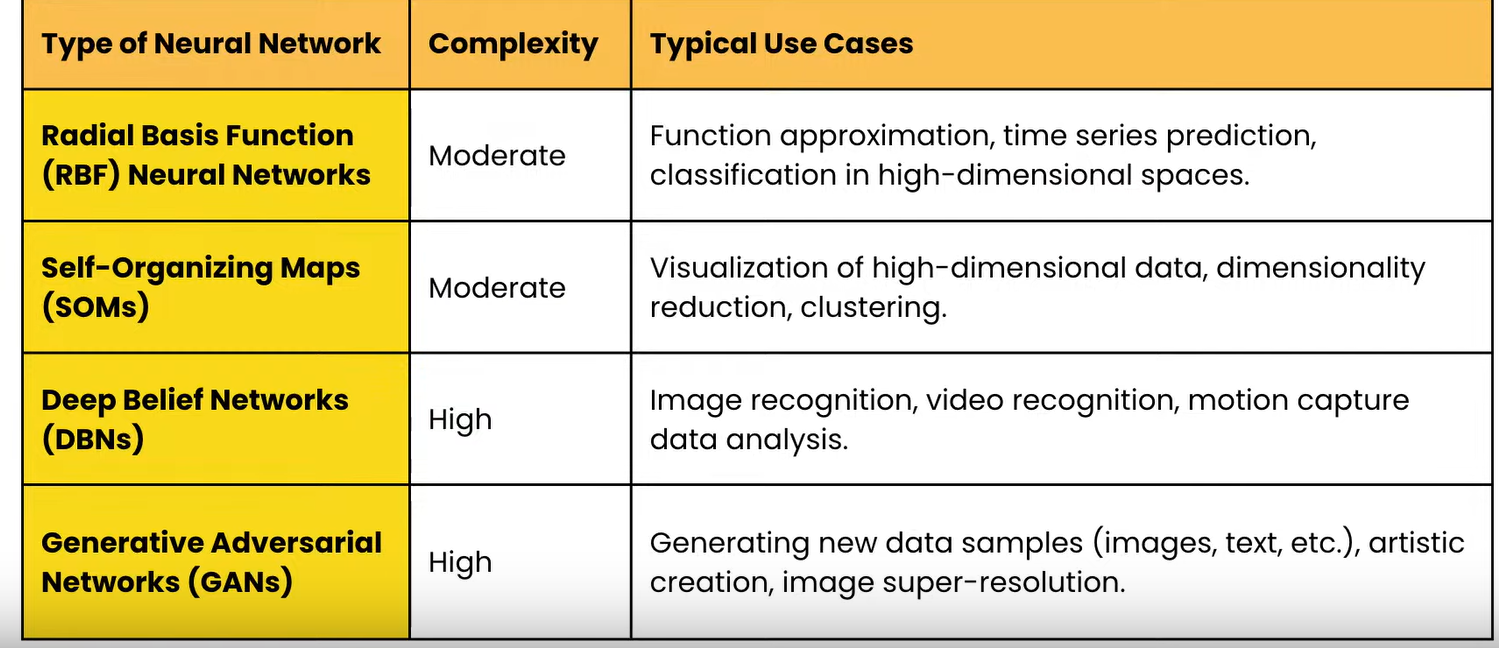 Type of Neural Network
Complexity
Typical Use Cases
Radial Basis Function
(RBF) Neural Networks
Moderate
Function approximation, time series prediction,
classification in high-dimensional spaces.
Self-Organizing Maps
(SOMs)
Moderate
Visualization of high-dimensional data, dimensionality
reduction, clustering.
Deep Belief Networks
(DBNs)
High
Image recognition, video recognition, motion capture
data analysis.
Generative Adversarial
Networks (GANs)
High
Generating new data samples (images, text, etc.), artistic
creation, image super-resolution.